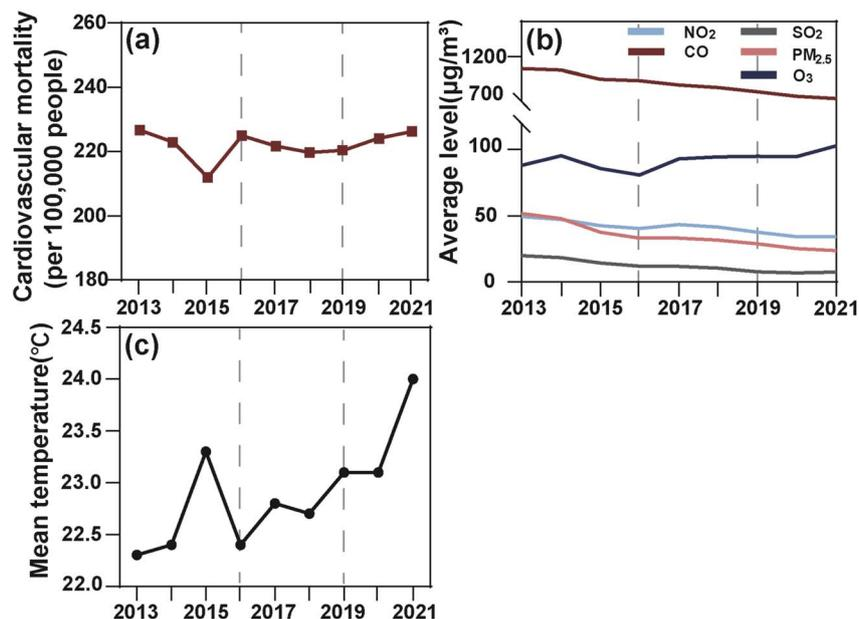 (a)
Cardiovascular mortality
(per 100,000 people)
260
240
220
200
180
2013 2015 2017 2019 2021
(b)
NO2 SO2
CO PM2.5
O3
Average level(μg/m³)
1200
700
100
50
0
2013 2015 2017 2019 2021
(c)
Mean temperature(°C)
24.5
24.0
23.5
23.0
22.5
22.0
2013 2015 2017 2019 2021